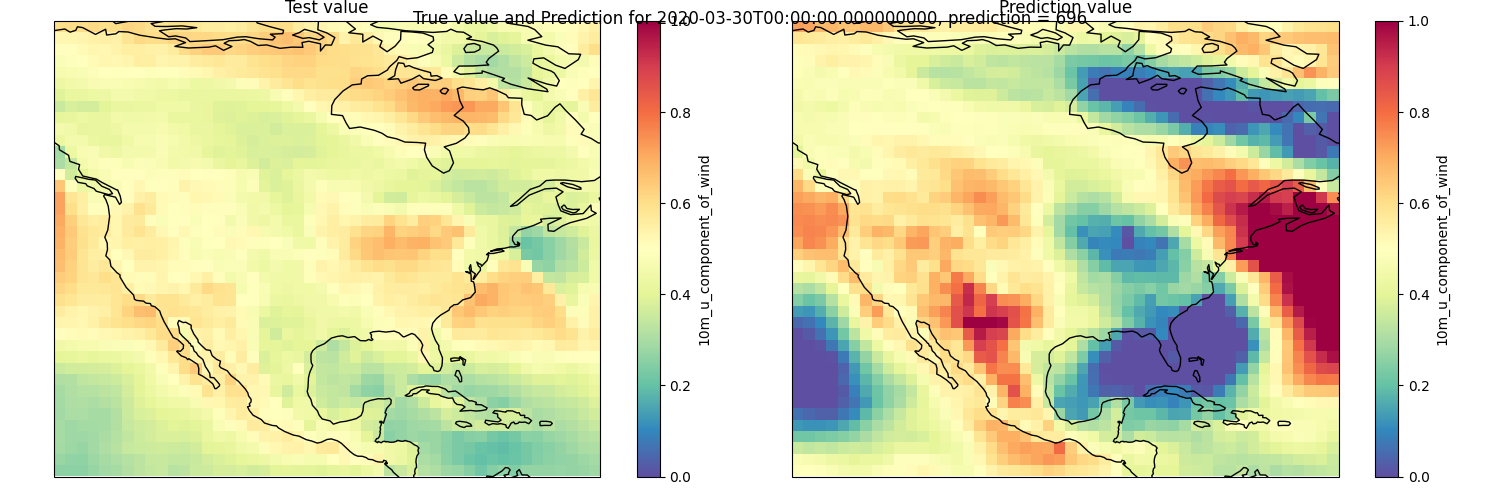 Test value
Prediction value
True value and Prediction for 2020-03-30T00:00:00.000000000, prediction = 696
1.0
0.8
0.6
0.4
0.2
0.0
10m_u_component_of_wind
1.0
0.8
0.6
0.4
0.2
0.0
10m_u_component_of_wind